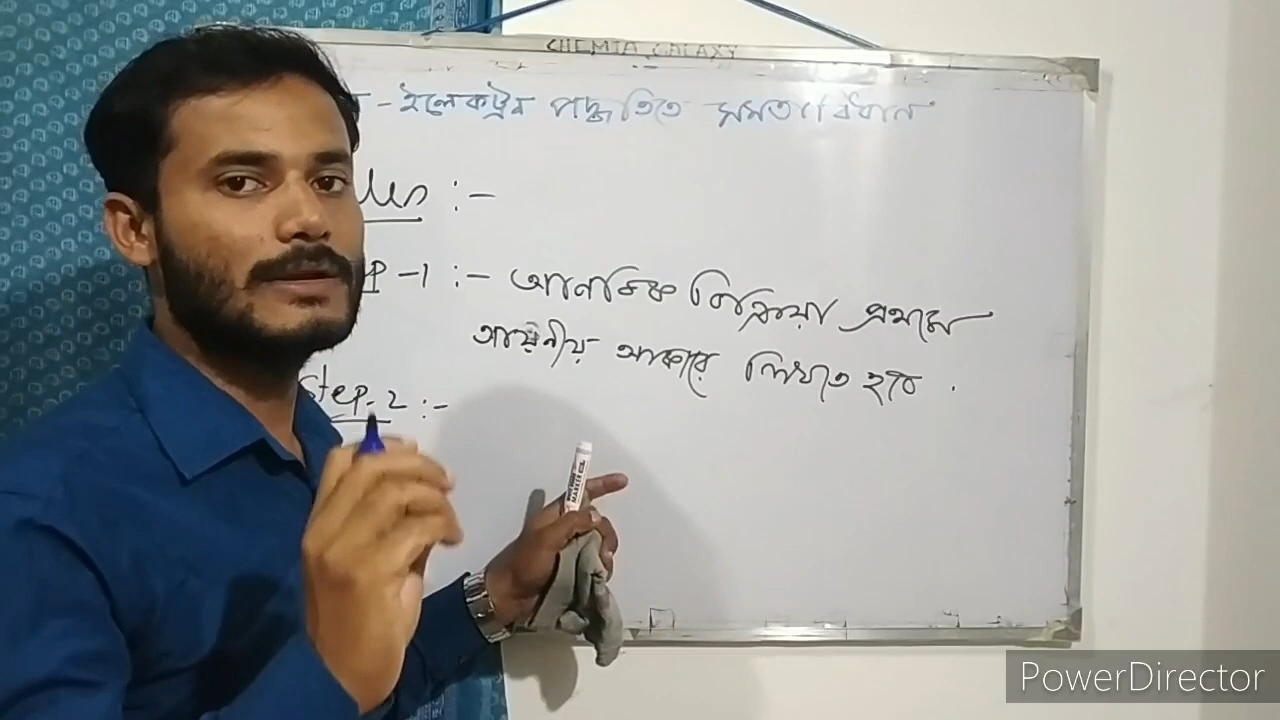 CHEMIA GALAXY
- ইলেকট্রন পদ্ধতিতে সমতাবিধান
:-
-1 :- আনবিক বিক্রিয়া প্রথমে
আয়নীয় আকারে লিখতে হবে .
Step-2 :-
PowerDirector